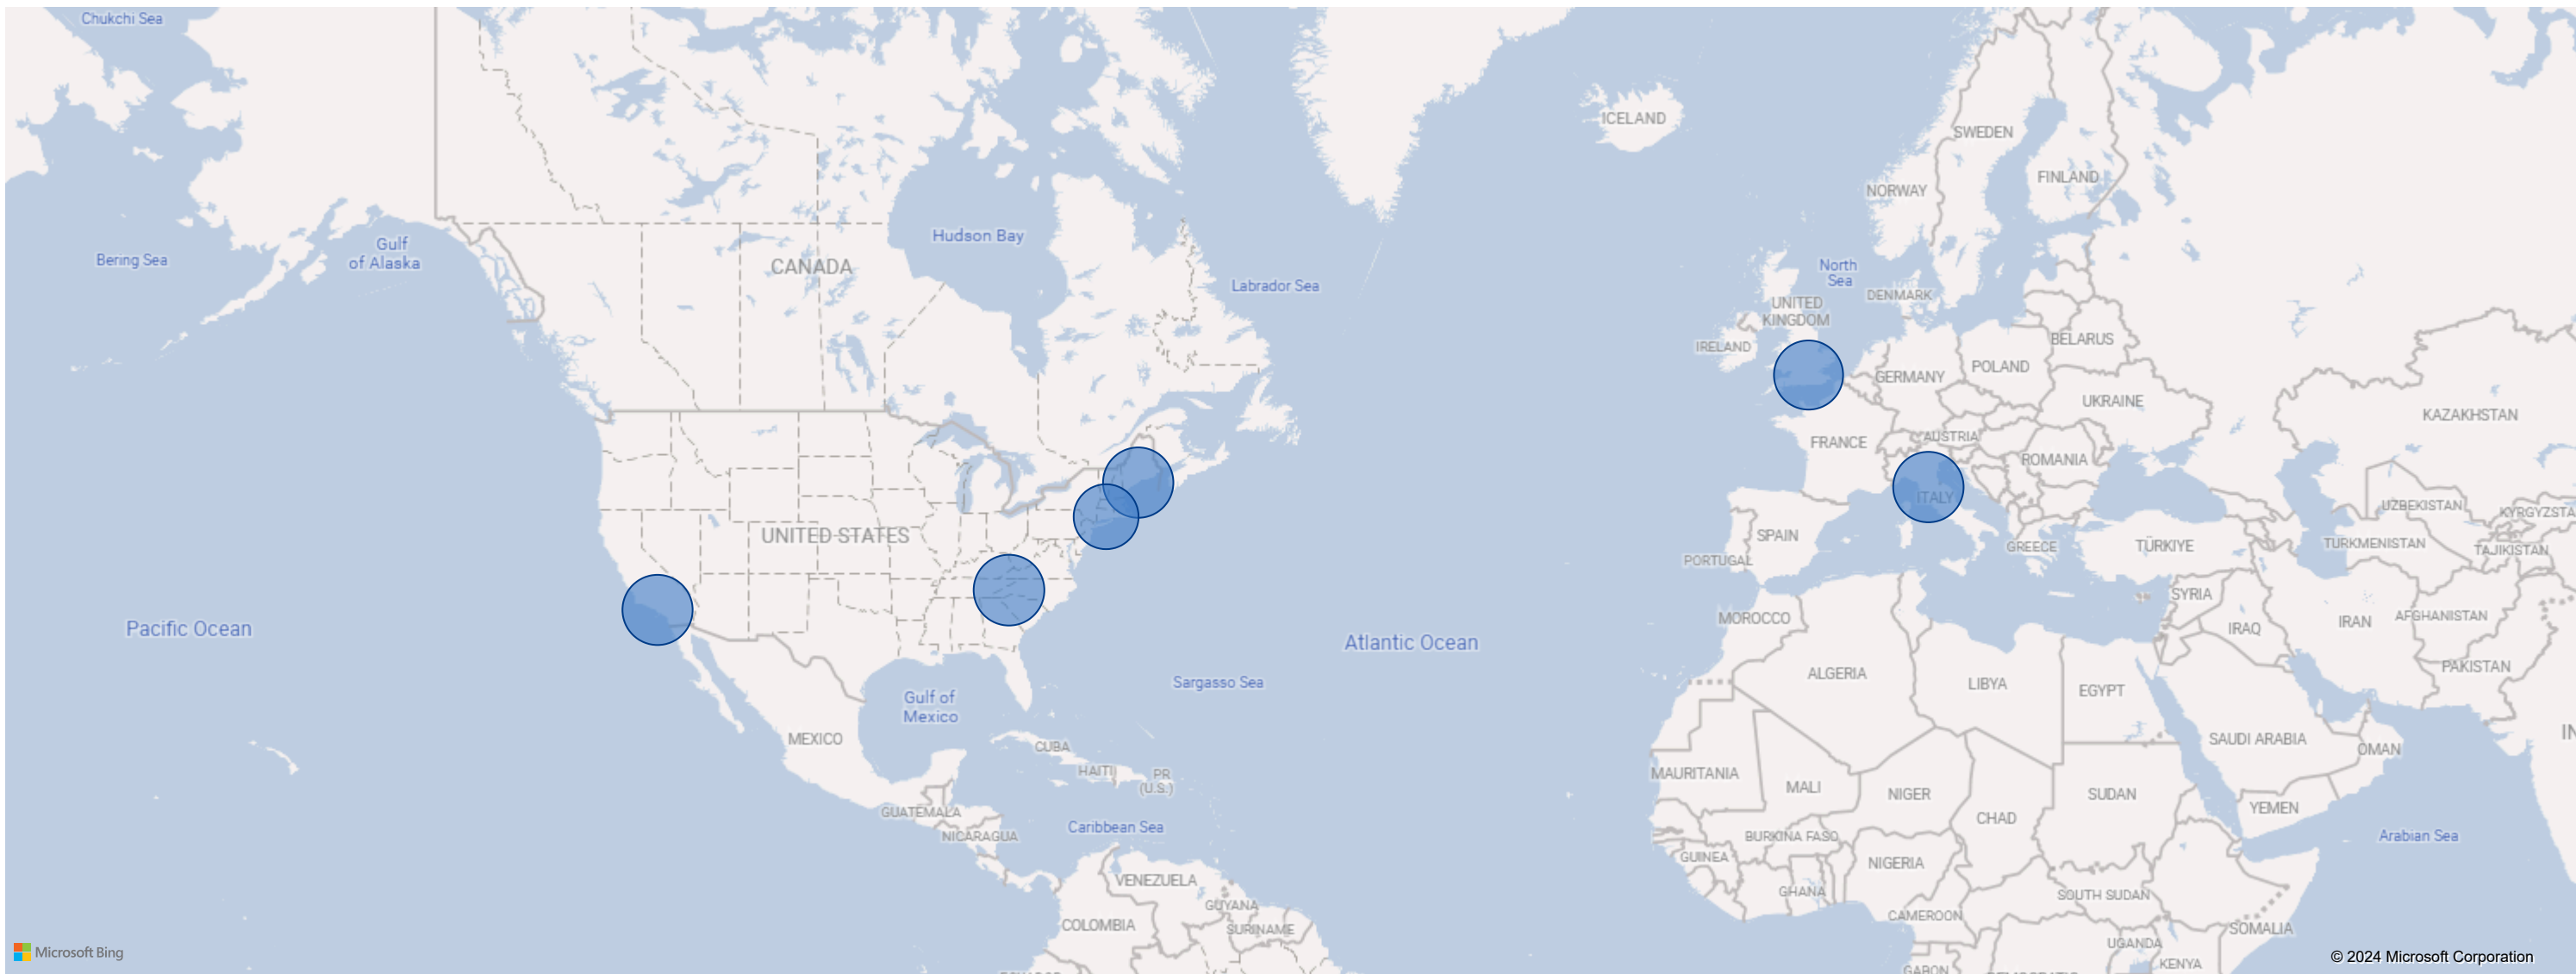 Chukchi Sea
ICELAND
SWEDEN
FINLAND
NORWAY
Hudson Bay
Gulf
of Alaska
Bering Sea
CANADA
North
Sea
Labrador Sea
DENMARK
UNITED
KINGDOM
IRELAND
BELARUS
POLAND
GERMANY
UKRAINE
KAZAKHSTAN
FRANCE
AUSTRIA
ROMANIA
ITALY
UZBEKISTAN
KYRGYZSTA
UNITED STATES
SPAIN
GREECE
TÜRKIYE
TURKMENISTAN
TAJIKISTAN
PORTUGAL
SYRIA
MOROCCO
AFGHANISTAN
IRAN
IRAQ
Pacific Ocean
Atlantic Ocean
PAKISTAN
ALGERIA
LIBYA
EGYPT
Sargasso Sea
Gulf of
Mexico
IN
MEXICO
SAUDI ARABIA
CUBA
OMAN
HAITI
PR
(U.S.)
MAURITANIA
MALI
NIGER
SUDAN
YEMEN
GUATEMALA
CHAD
Caribbean Sea
NICARAGUA
BURKINA FASO
Arabian Sea
GUINEA
NIGERIA
VENEZUELA
GHANA
SOUTH SUDAN
GUYANA
CAMEROON
COLOMBIA
SURINAME
SOMALIA
UGANDA
Microsoft Bing
© 2024 Microsoft Corporation
KENYA
GABON